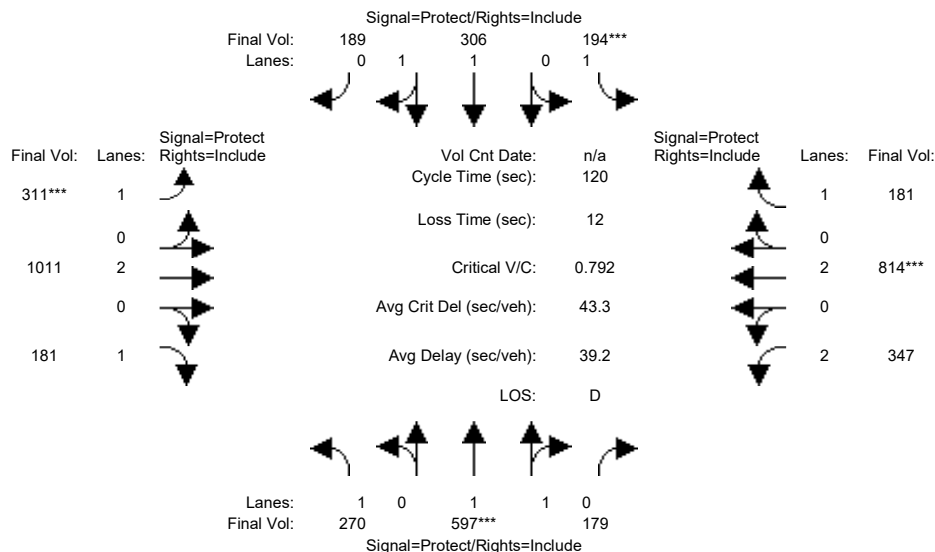 Signal=Protect/Rights=Include
Final Vol: 189 306 194***
Lanes: 0 1 1 0 1
Signal=Protect
Final Vol: Lanes: Rights=Include
Vol Cnt Date: n/a
Signal=Protect
Rights=Include Lanes: Final Vol:
Cycle Time (sec): 120
311*** 1
1 181
Loss Time (sec): 12
0
0
1011 2
Critical V/C: 0.792
2 814***
0
Avg Crit Del (sec/veh): 43.3
0
181 1
Avg Delay (sec/veh): 39.2
2 347
LOS: D
Lanes: 1 0 1 1 0
Final Vol: 270 597*** 179
Signal=Protect/Rights=Include